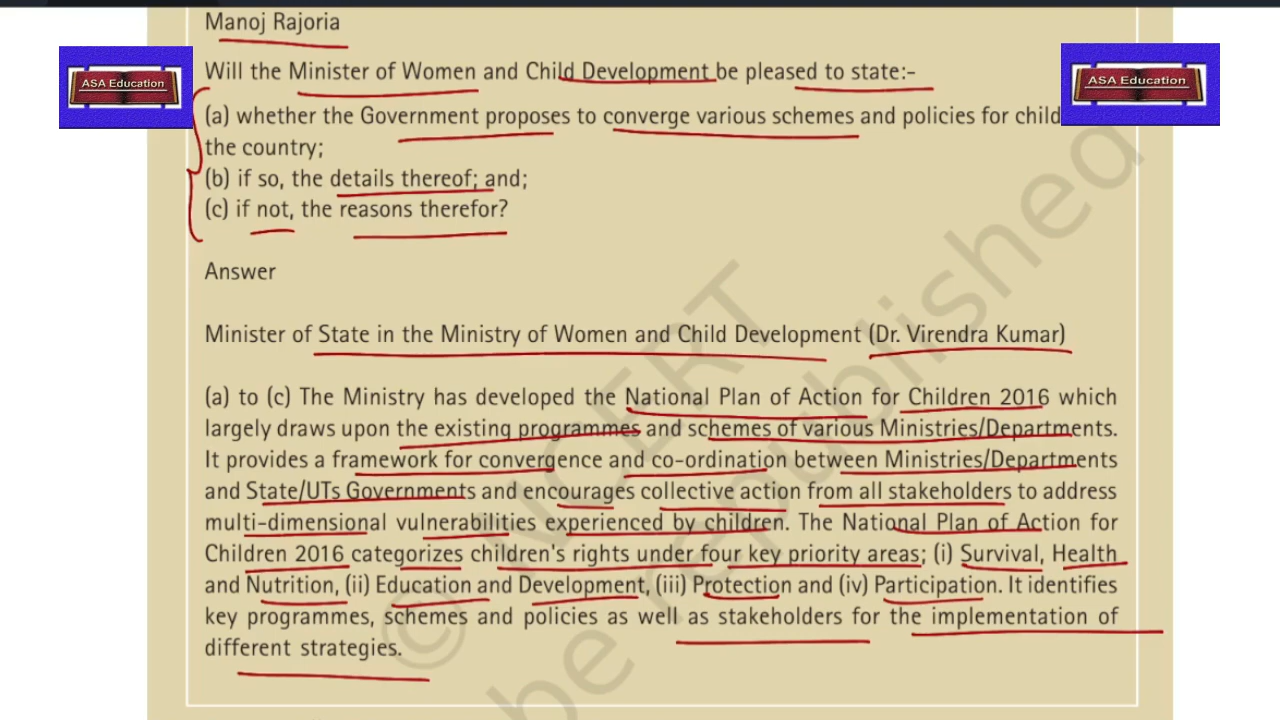 Manoj Rajoria
ASA Education
ASA Education
Will the Minister of Women and Child Development be pleased to state:-
(a) whether the Government proposes to converge various schemes and policies for child
the country;
(b) if so, the details thereof; and;
(c) if not, the reasons therefor?
Answer
Minister of State in the Ministry of Women and Child Development (Dr. Virendra Kumar)
(a) to (c) The Ministry has developed the National Plan of Action for Children 2016 which
largely draws upon the existing programmes and schemes of various Ministries/Departments.
It provides a framework for convergence and co-ordination between Ministries/Departments
and State/UTs Governments and encourages collective action from all stakeholders to address
multi-dimensional vulnerabilities experienced by children. The National Plan of Action for
Children 2016 categorizes children's rights under four key priority areas; (i) Survival, Health
and Nutrition, (ii) Education and Development, (iii) Protection and (iv) Participation. It identifies
key programmes, schemes and policies as well as stakeholders for the implementation of
different strategies.
© NCERT
be republished